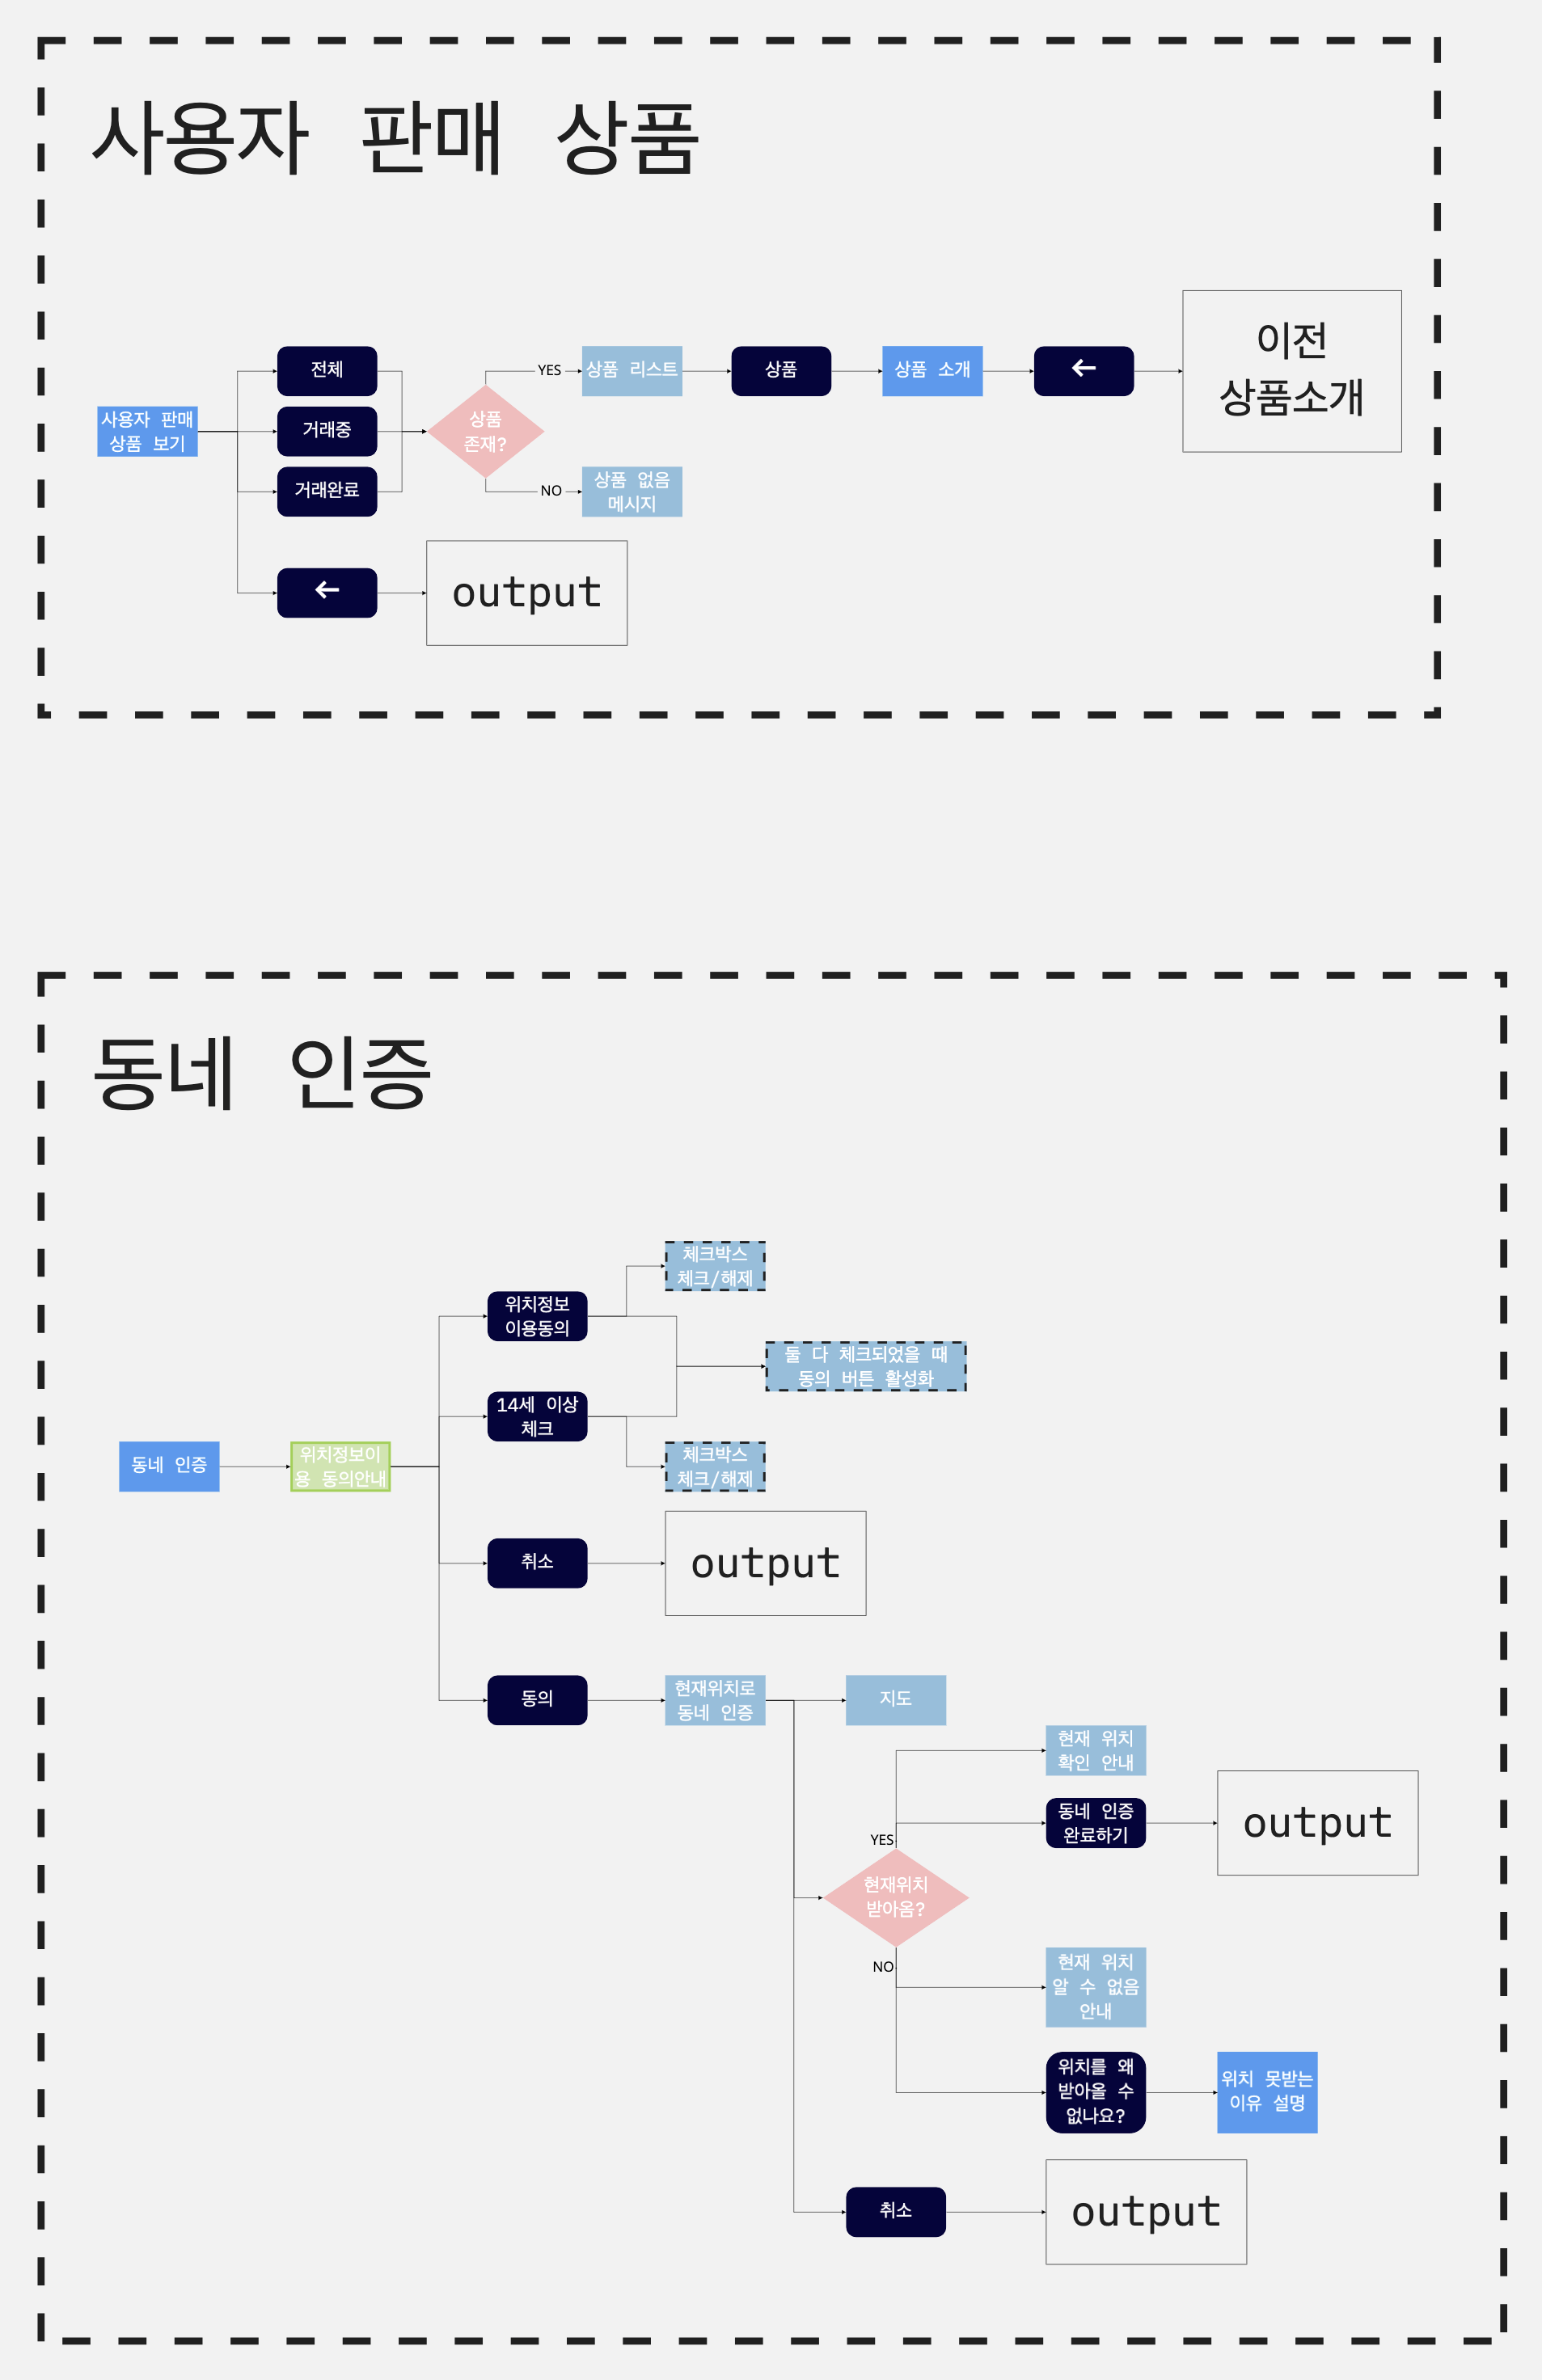 사용자 판매 상품
전체
YES
상품 리스트
상품
상품 소개
←
이전
상품소개
사용자 판매
상품 보기
거래중
상품
존재?
거래완료
NO
상품 없음
메시지
←
output
동네 인증
체크박스
체크/해제
위치정보
이용동의
둘 다 체크되었을 때
동의 버튼 활성화
14세 이상
체크
동네 인증
위치정보이
용 동의안내
체크박스
체크/해제
취소
output
동의
현재위치로
동네 인증
지도
현재 위치
확인 안내
동네 인증
완료하기
output
YES
현재위치
받아옴?
NO
현재 위치
알 수 없음
안내
위치를 왜
받아올 수
없나요?
위치 못받는
이유 설명
취소
output